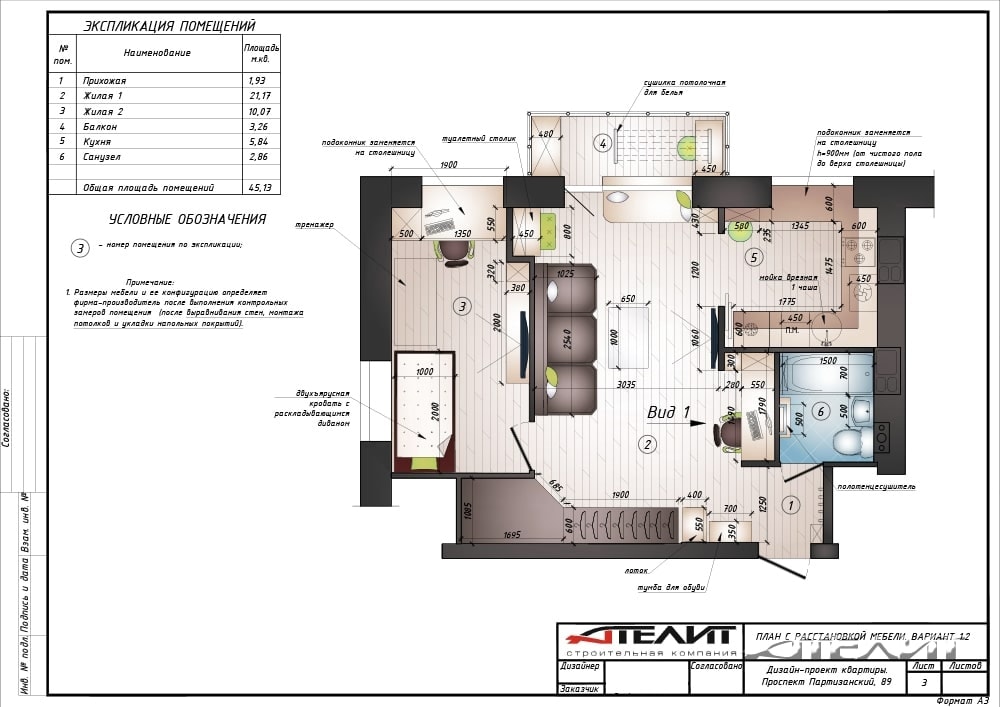 ЭКСПЛИКАЦИЯ ПОМЕЩЕНИЙ
№ пом. Наименование Площадь м.кв.
1 Прихожая 1,93
2 Жилая 1 21,17
3 Жилая 2 10,07
4 Балкон 3,26
5 Кухня 5,84
6 Санузел 2,86
Общая площадь помещений 45,13
УСЛОВНЫЕ ОБОЗНАЧЕНИЯ
3 - номер помещения по экспликации;
Примечание:
1. Размеры мебели и ее конфигурацию определяет
фирма-производитель после выполнения контрольных
замеров помещения (после выравнивания стен, монтажа
потолков и укладки напольных покрытий).
сушилка потолочная
для белья
подоконник заменяется
на столешницу
туалетный столик
подоконник заменяется
на столешницу
h=900мм (от чистого пола
до верха столешницы)
480
4
450
1900
тренажер
500
1350
550
450
800
430
580
235
1345
600
600
320
380
1025
1200
5
1475
450
мойка врезная
1 чаша
1775
3
2000
650
2540
1000
1060
600
450
П.М.
1000
2000
двухъярусная
кровать с
раскладывающимся
диваном
3035
300
280
550
1500
700
Вид 1
1790
500
500
6
2
полотенцесушитель
685
1085
1695
1900
600
400
550
700
350
1250
1
лоток
тумба для обуви
Согласовано:
Взам. инв. №
Подпись и дата
Инв. № подл.
АТЕЛИТ
строительная компания
ПЛАН С РАССТАНОВКОЙ МЕБЕЛИ. ВАРИАНТ 1.2
АТЕЛИТ
Дизайнер
Согласовано
Заказчик
Дизайн-проект квартиры.
Проспект Партизанский, 89
Лист
Листов
3
Формат А3